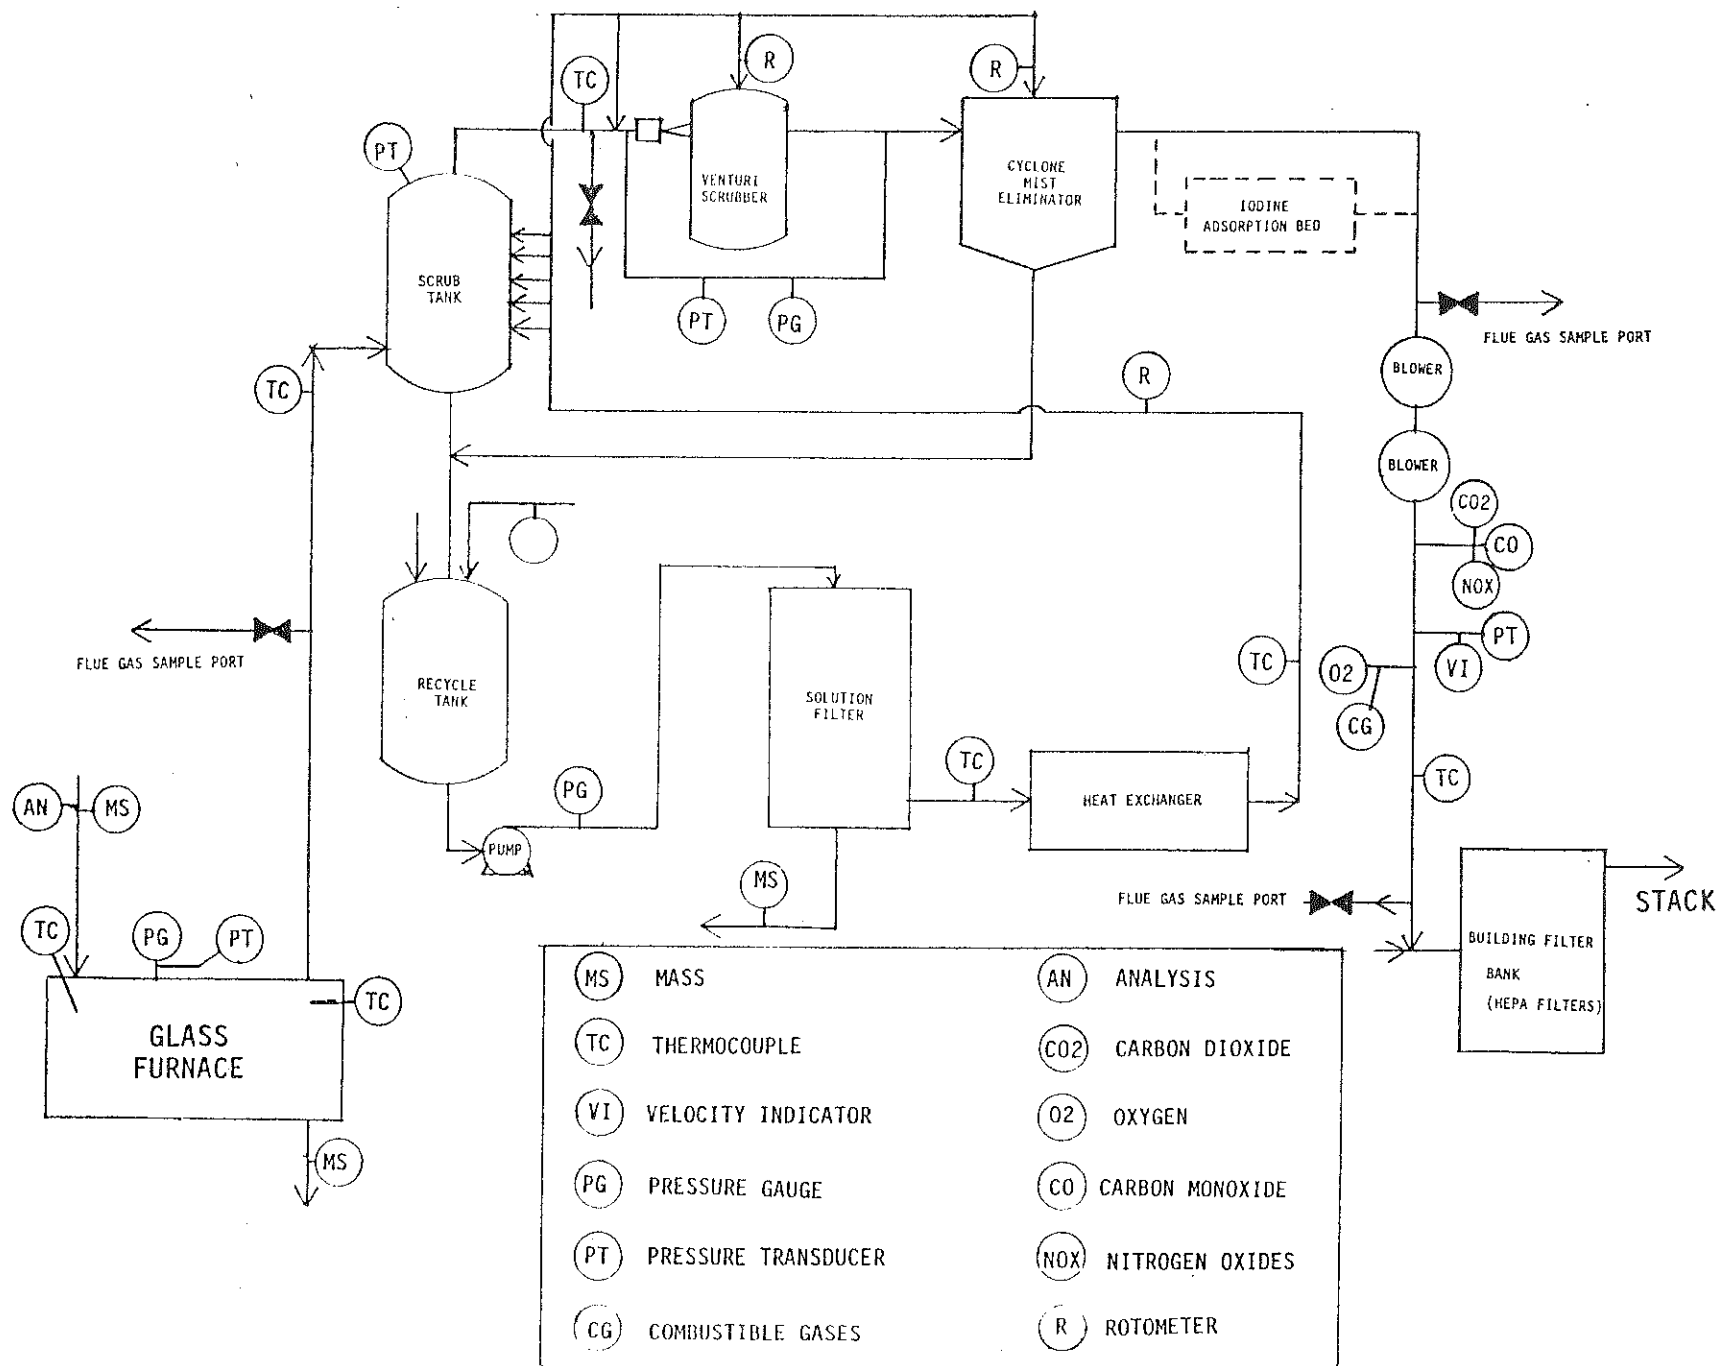 R
TC
R
PT
VENTURI
SCRUBBER
CYCLONE
MIST
ELIMINATOR
IODINE
ADSORPTION BED
SCRUB
TANK
PT
PG
FLUE GAS SAMPLE PORT
TC
R
BLOWER
BLOWER
CO2
CO
NOX
PT
VI
O2
CG
FLUE GAS SAMPLE PORT
TC
RECYCLE
TANK
SOLUTION
FILTER
TC
TC
PG
HEAT EXCHANGER
AN
MS
PUMP
MS
FLUE GAS SAMPLE PORT
STACK
BUILDING FILTER
BANK
(HEPA FILTERS)
TC
PG
PT
TC
GLASS
FURNACE
MS
MS MASS
AN ANALYSIS
TC THERMOCOUPLE
CO2 CARBON DIOXIDE
VI VELOCITY INDICATOR
O2 OXYGEN
PG PRESSURE GAUGE
CO CARBON MONOXIDE
PT PRESSURE TRANSDUCER
NOX NITROGEN OXIDES
CG COMBUSTIBLE GASES
R ROTOMETER